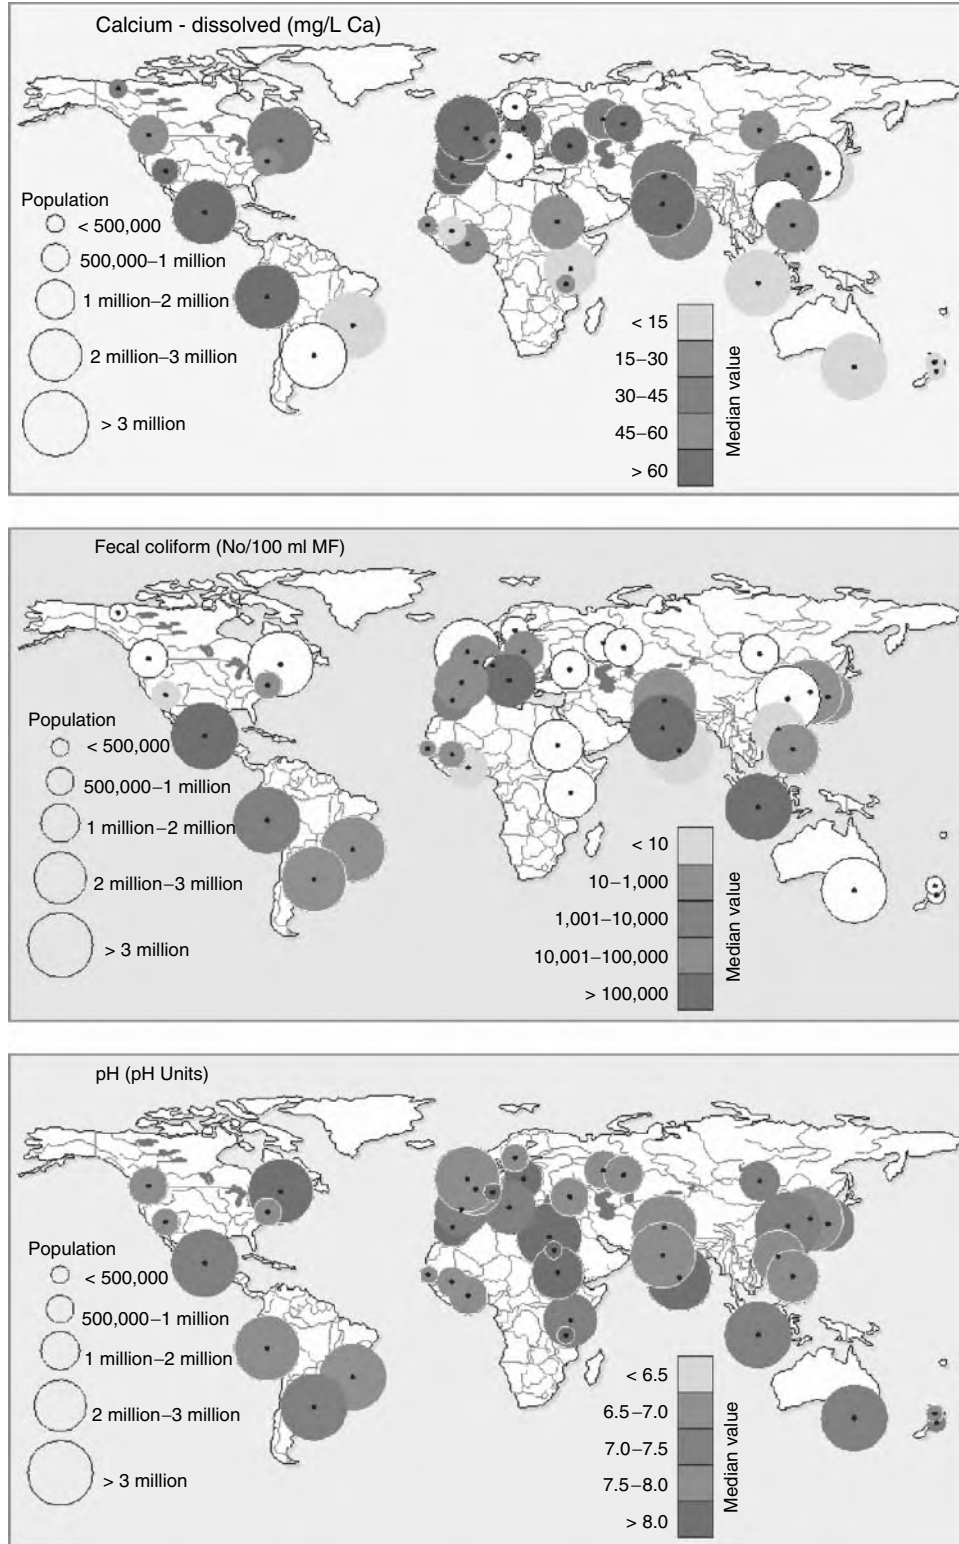 Calcium - dissolved (mg/L Ca)
Population
< 500,000
500,000–1 million
1 million–2 million
2 million–3 million
> 3 million
< 15
15–30
30–45
45–60
> 60
Median value
Fecal coliform (No/100 ml MF)
Population
< 500,000
500,000–1 million
1 million–2 million
2 million–3 million
> 3 million
< 10
10–1,000
1,001–10,000
10,001–100,000
> 100,000
Median value
pH (pH Units)
Population
< 500,000
500,000–1 million
1 million–2 million
2 million–3 million
> 3 million
< 6.5
6.5–7.0
7.0–7.5
7.5–8.0
> 8.0
Median value